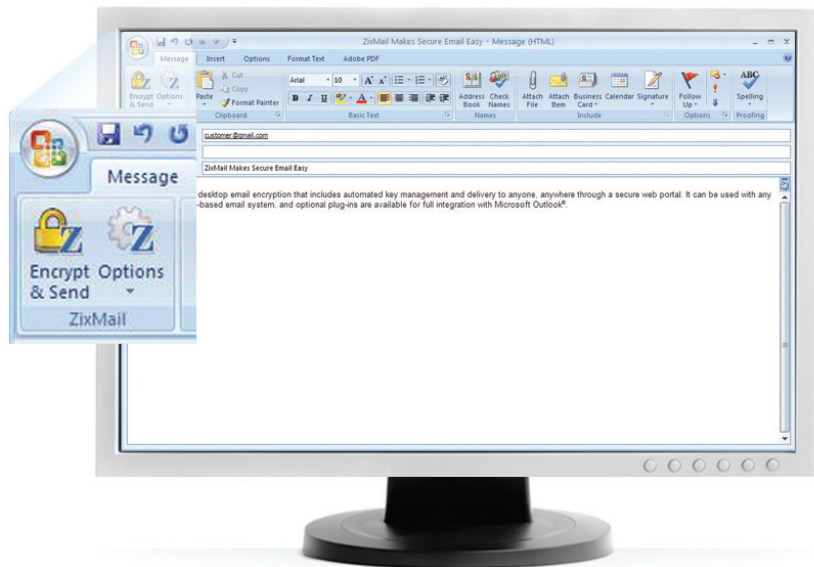 ZixMail Makes Secure Email Easy - Message (HTML)
Message Insert Options Format Text Adobe PDF
Encrypt & Send Options Paste Cut Copy Format Painter
Arial 10
B I U
Address Book Check Names Attach File Attach Item Business Card Calendar Signature Follow Up ABC Spelling
Clipboard Basic Text Names Include Options Proofing
customer@gmail.com
ZixMail Makes Secure Email Easy
desktop email encryption that includes automated key management and delivery to anyone, anywhere through a secure web portal. It can be used with any
-based email system, and optional plug-ins are available for full integration with Microsoft Outlook®.
Message
Z Z
Encrypt Options
& Send
ZixMail